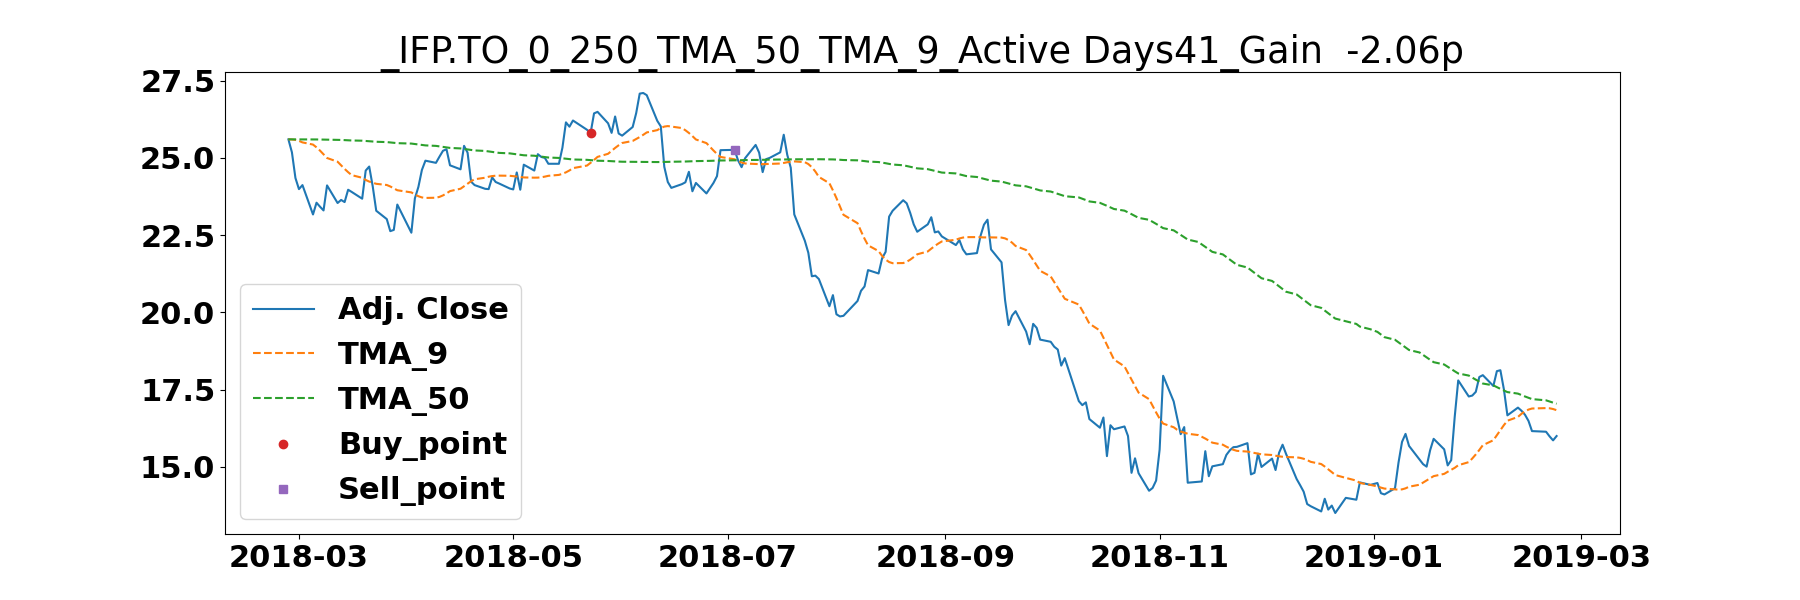 _IFP.TO_0_250_TMA_50_TMA_9_Active Days41_Gain  -2.06p
27.5
25.0
22.5
20.0
17.5
15.0
Adj. Close
TMA_9
TMA_50
Buy_point
Sell_point
2018-03 2018-05 2018-07 2018-09 2018-11 2019-01 2019-03